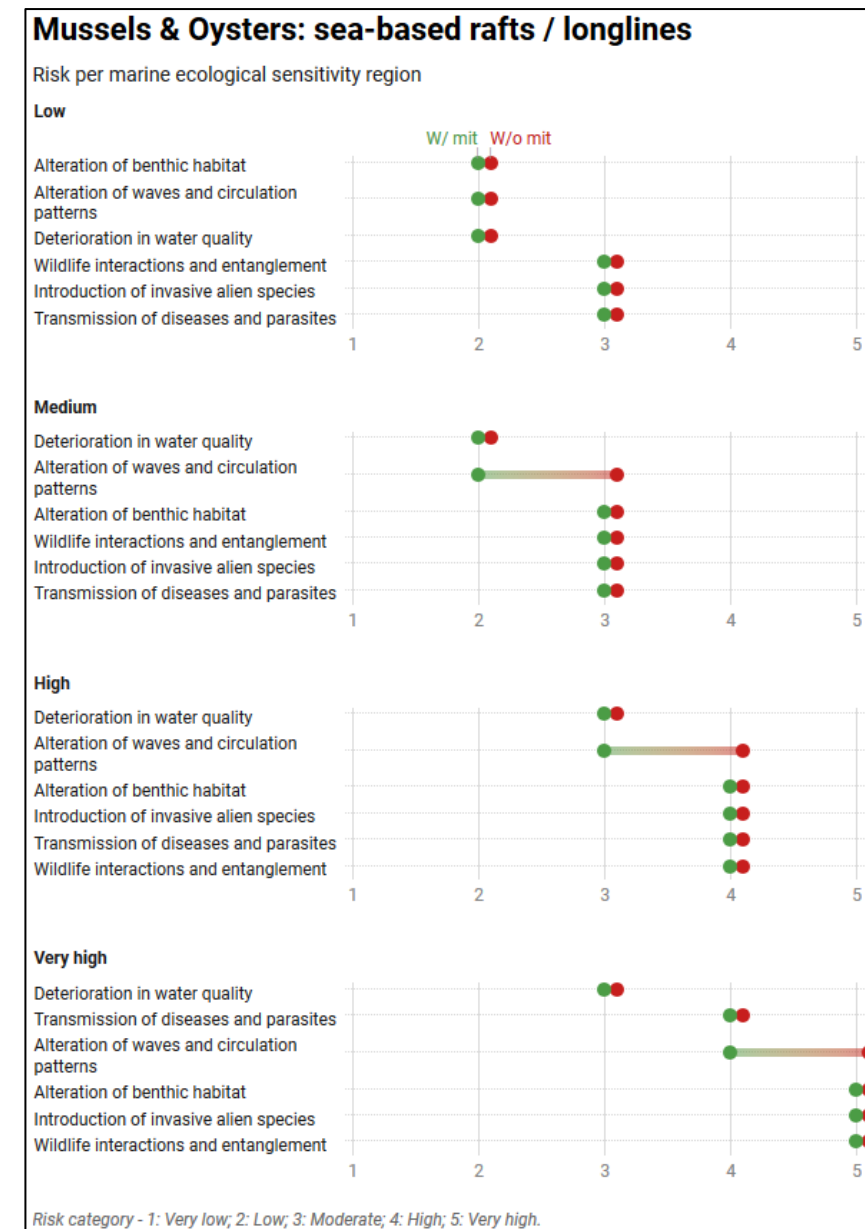 Mussels & Oysters: sea-based rafts / longlines
Risk per marine ecological sensitivity region
Low
W/ mit W/o mit
Alteration of benthic habitat
Alteration of waves and circulation
patterns
Deterioration in water quality
Wildlife interactions and entanglement
Introduction of invasive alien species
Transmission of diseases and parasites
1 2 3 4 5
Medium
Deterioration in water quality
Alteration of waves and circulation
patterns
Alteration of benthic habitat
Wildlife interactions and entanglement
Introduction of invasive alien species
Transmission of diseases and parasites
1 2 3 4 5
High
Deterioration in water quality
Alteration of waves and circulation
patterns
Alteration of benthic habitat
Introduction of invasive alien species
Transmission of diseases and parasites
Wildlife interactions and entanglement
1 2 3 4 5
Very high
Deterioration in water quality
Transmission of diseases and parasites
Alteration of waves and circulation
patterns
Alteration of benthic habitat
Introduction of invasive alien species
Wildlife interactions and entanglement
1 2 3 4 5
Risk category - 1: Very low; 2: Low; 3: Moderate; 4: High; 5: Very high.